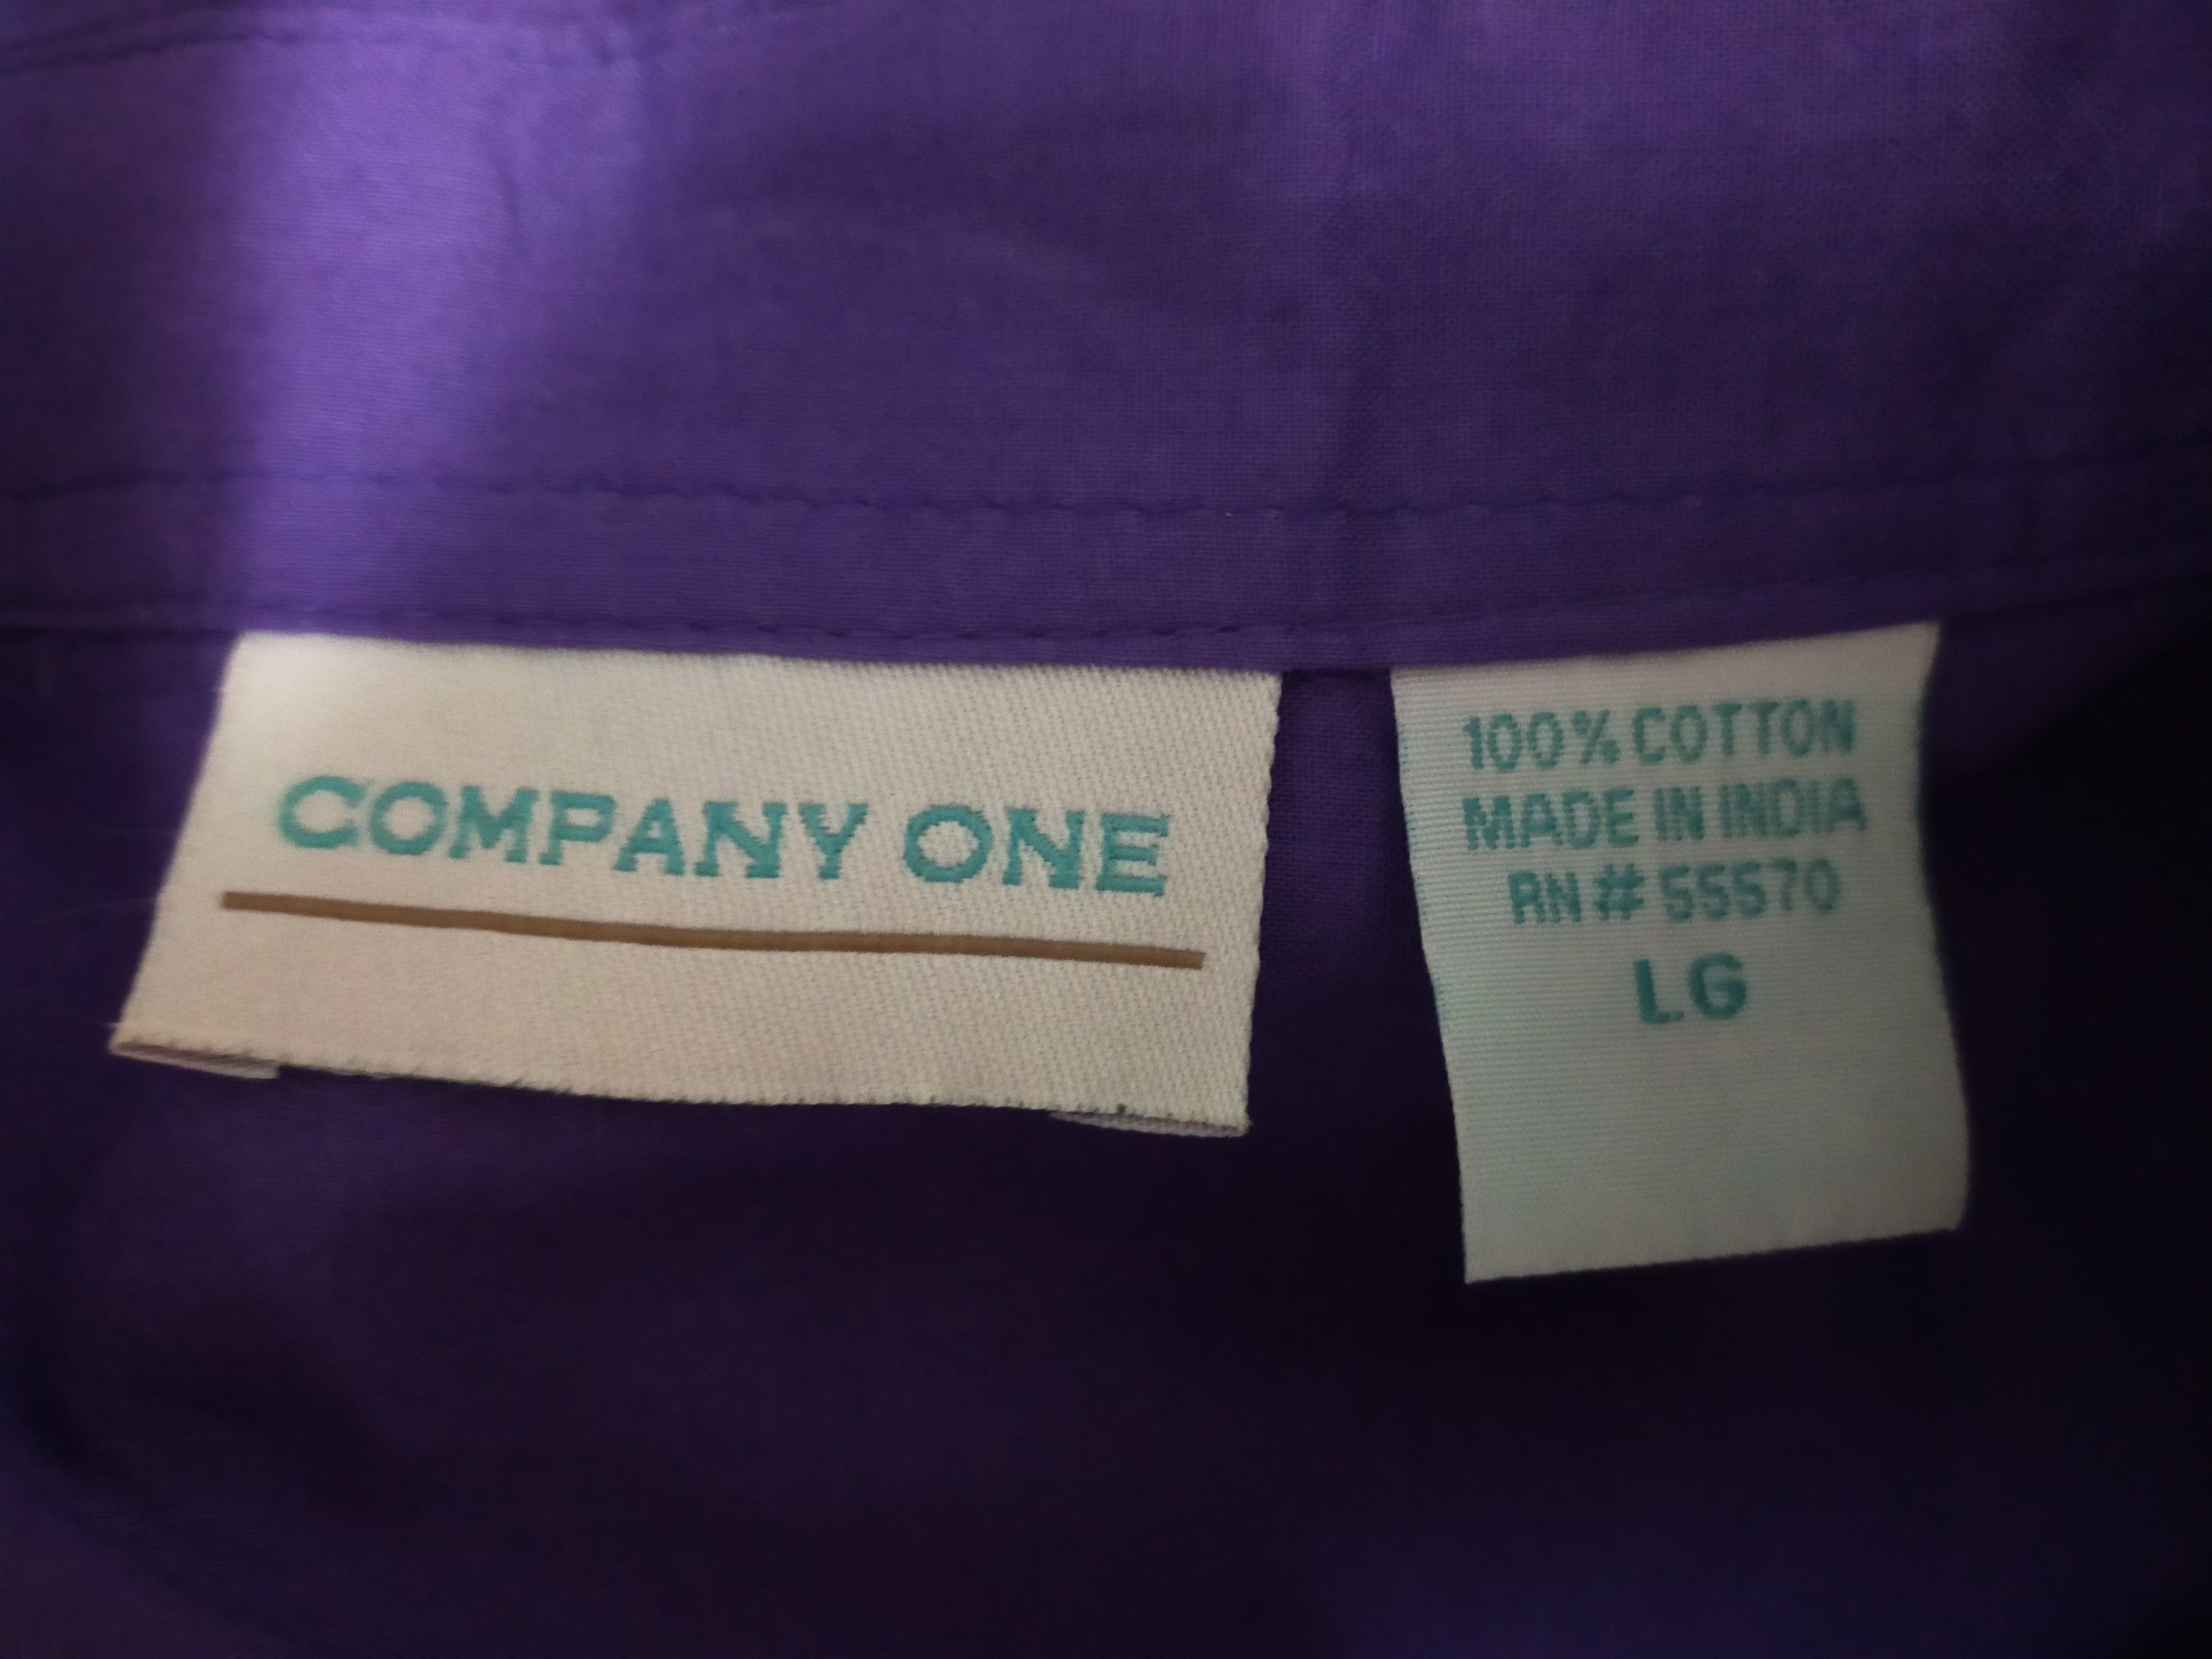 COMPANY ONE
100% COTTON
MADE IN INDIA
RN # 55570
LG